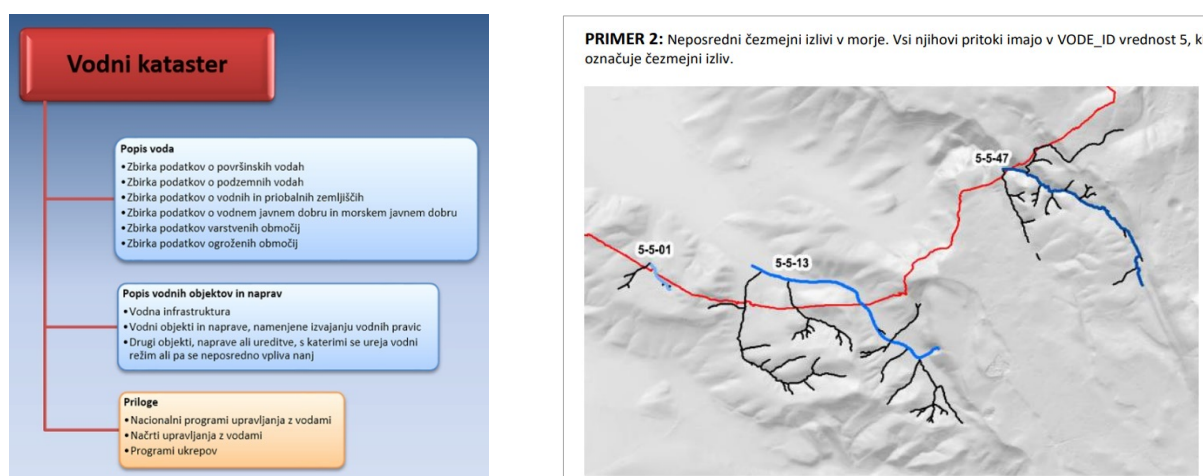 Vodni kataster
Popis voda
•Zbirka podatkov o površinskih vodah
•Zbirka podatkov o podzemnih vodah
•Zbirka podatkov o vodnih in priobalnih zemljiščih
•Zbirka podatkov o vodnem javnem dobru in morskem javnem dobru
•Zbirka podatkov varstvenih območij
•Zbirka podatkov ogroženih območij
Popis vodnih objektov in naprav
•Vodna infrastruktura
•Vodni objekti in naprave, namenjene izvajanju vodnih pravic
•Drugi objekti, naprave ali ureditve, s katerimi se ureja vodni
režim ali pa se neposredno vpliva nanj
Priloge
•Nacionalni programi upravljanja z vodami
•Načrti upravljanja z vodami
•Programi ukrepov
PRIMER 2: Neposredni čezmejni izlivi v morje. Vsi njihovi pritoki imajo v VODE_ID vrednost 5, k
označuje čezmejni izliv.
5-5-47
5-5-01
5-5-13